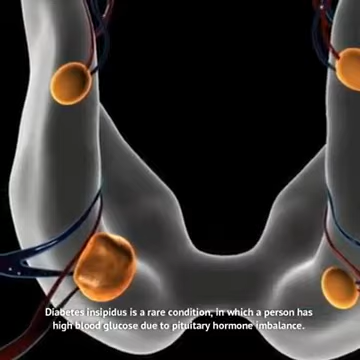 Diabetes insipidus is a rare condition, in which a person has
high blood glucose due to pituitary hormone imbalance.